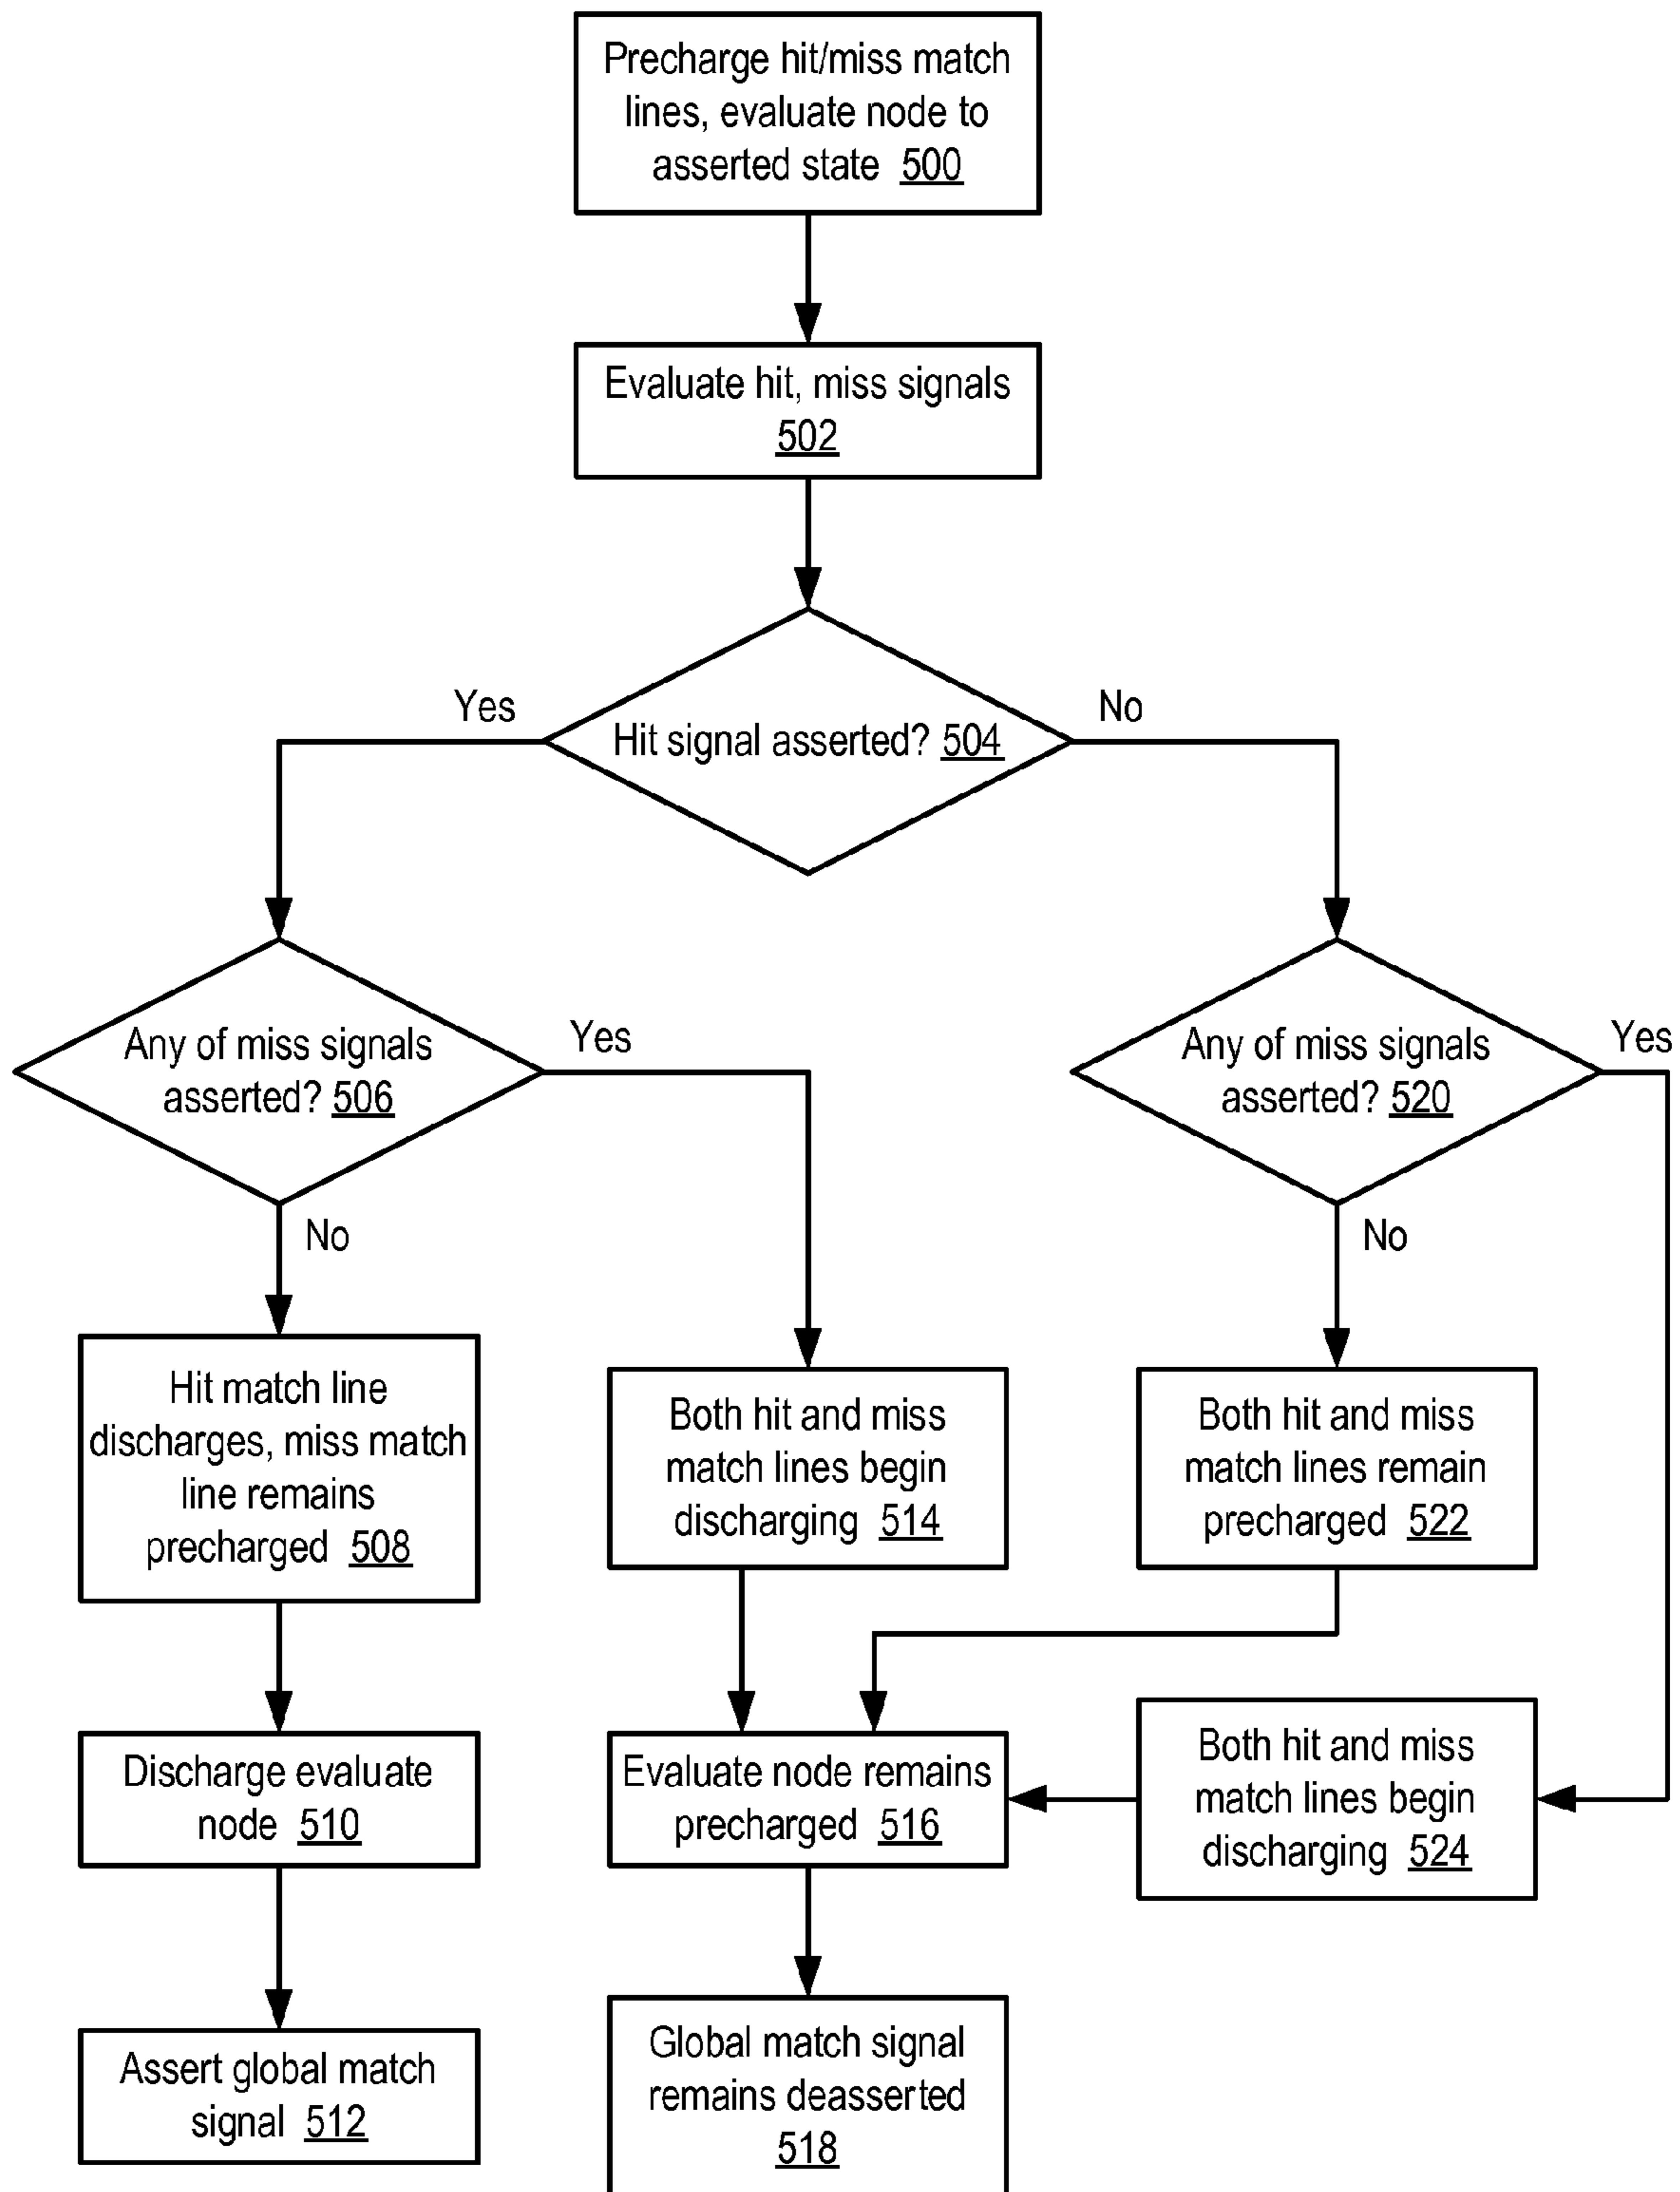 Precharge hit/miss match
lines, evaluate node to
asserted state 500
Evaluate hit, miss signals
502
Hit signal asserted? 504
Yes
No
Any of miss signals
asserted? 506
Yes
No
Any of miss signals
asserted? 520
Yes
No
Hit match line
discharges, miss match
line remains
precharged 508
Both hit and miss
match lines begin
discharging 514
Both hit and miss
match lines remain
precharged 522
Discharge evaluate
node 510
Evaluate node remains
precharged 516
Both hit and miss
match lines begin
discharging 524
Assert global match
signal 512
Global match signal
remains deasserted
518